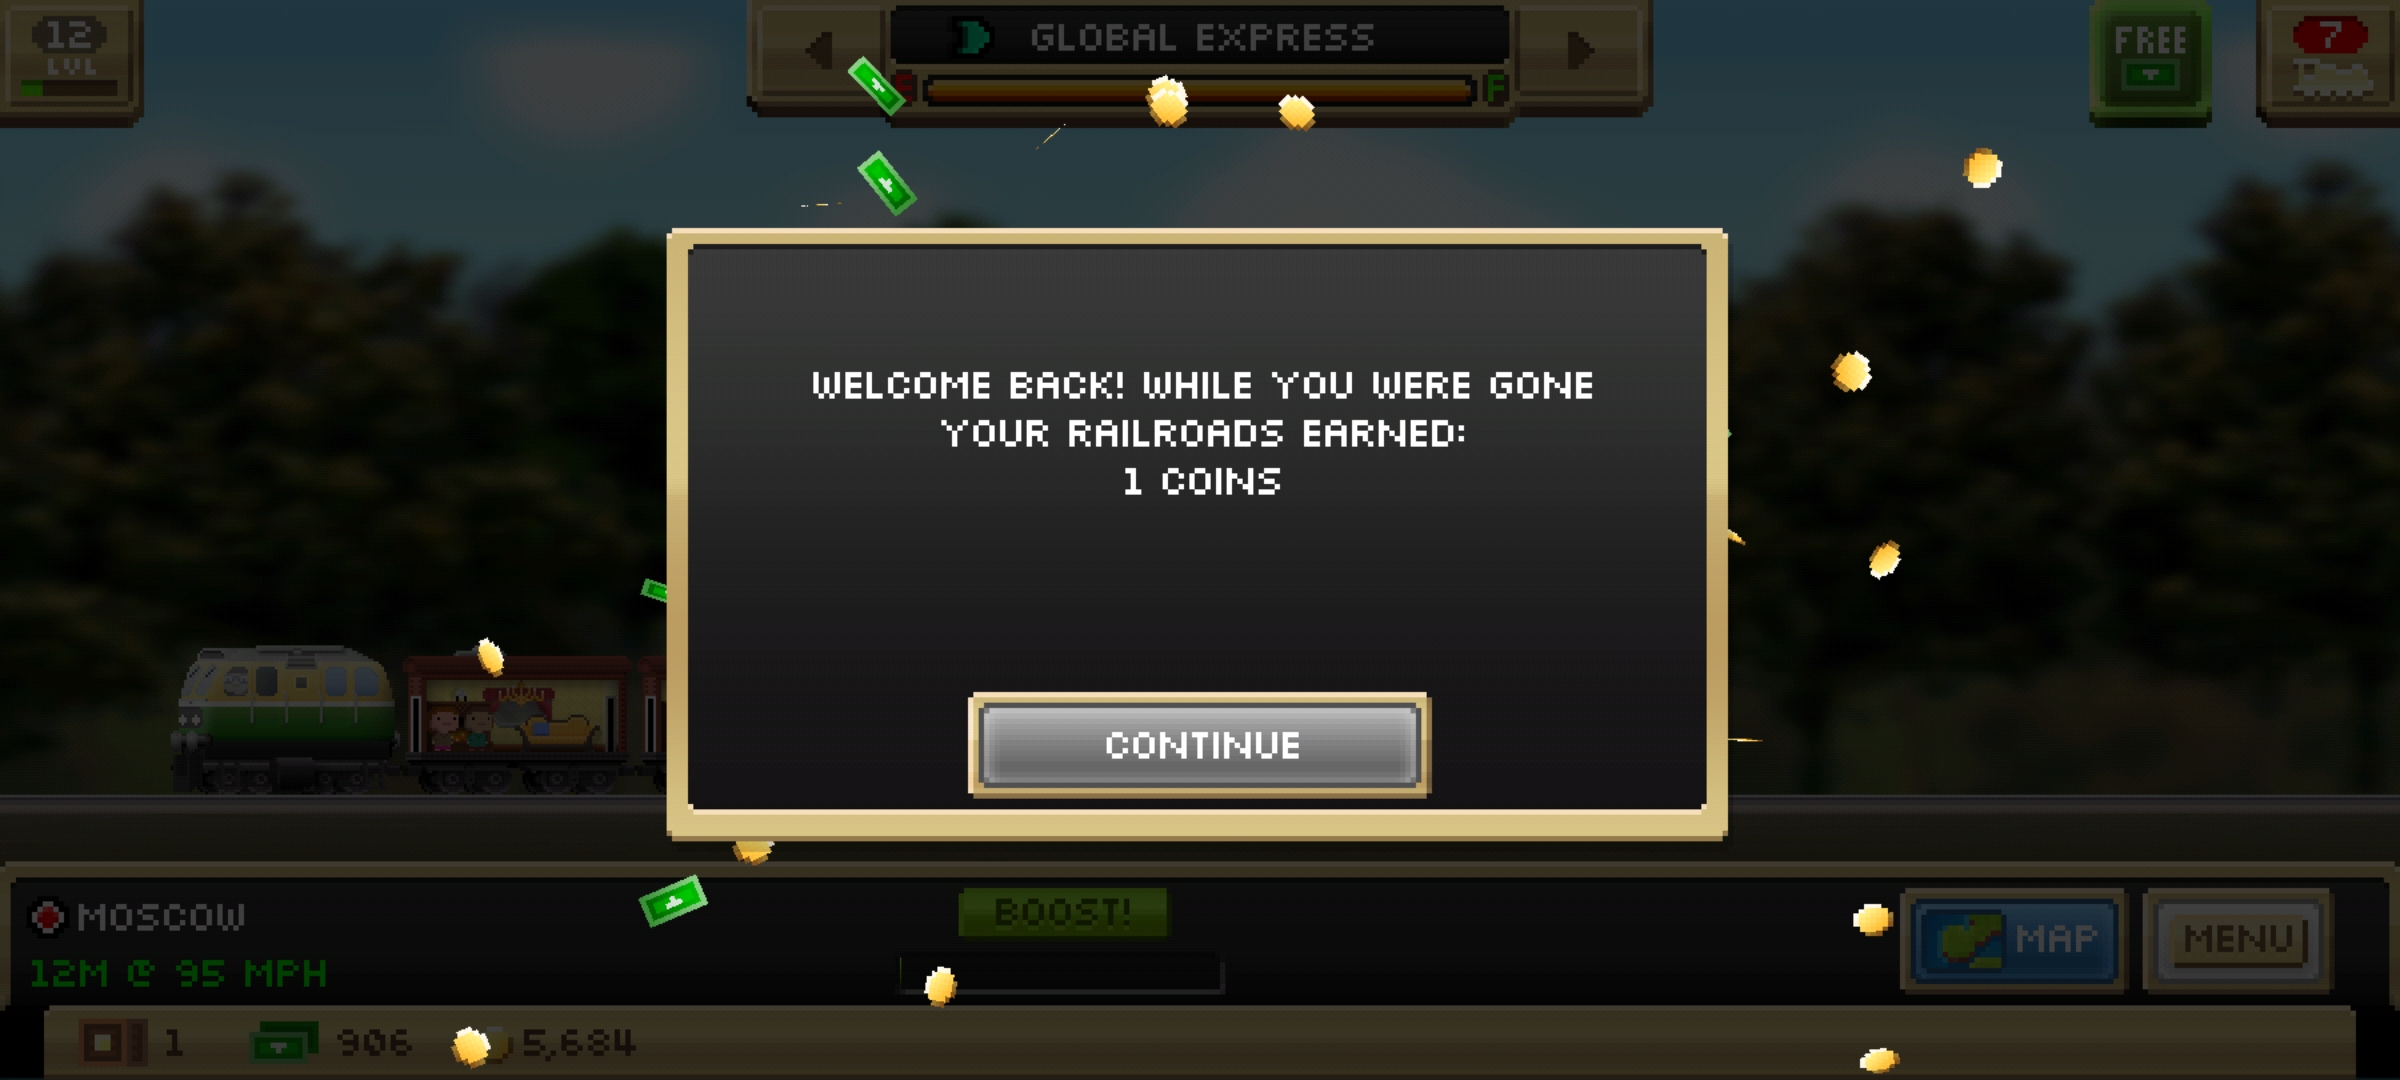 12
LVL
GLOBAL EXPRESS
F
FREE
7
WELCOME BACK! WHILE YOU WERE GONE
YOUR RAILROADS EARNED:
1 COINS
CONTINUE
MOSCOW
12M @ 95 MPH
BOOST!
MAP
MENU
1
906
5,684